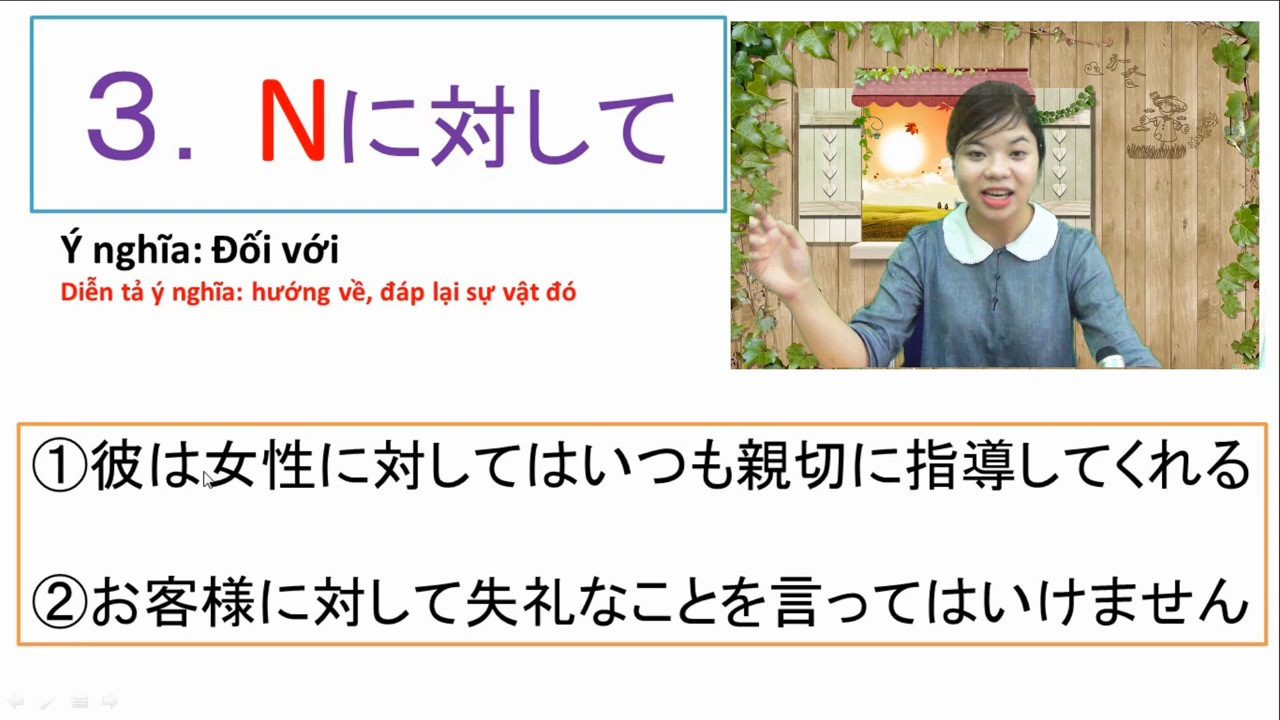 ３．Nに対して
Ý nghĩa: Đối với
Diễn tả ý nghĩa: hướng về, đáp lại sự vật đó
①彼は女性に対してはいつも親切に指導してくれる
②お客様に対して失礼なことを言ってはいけません